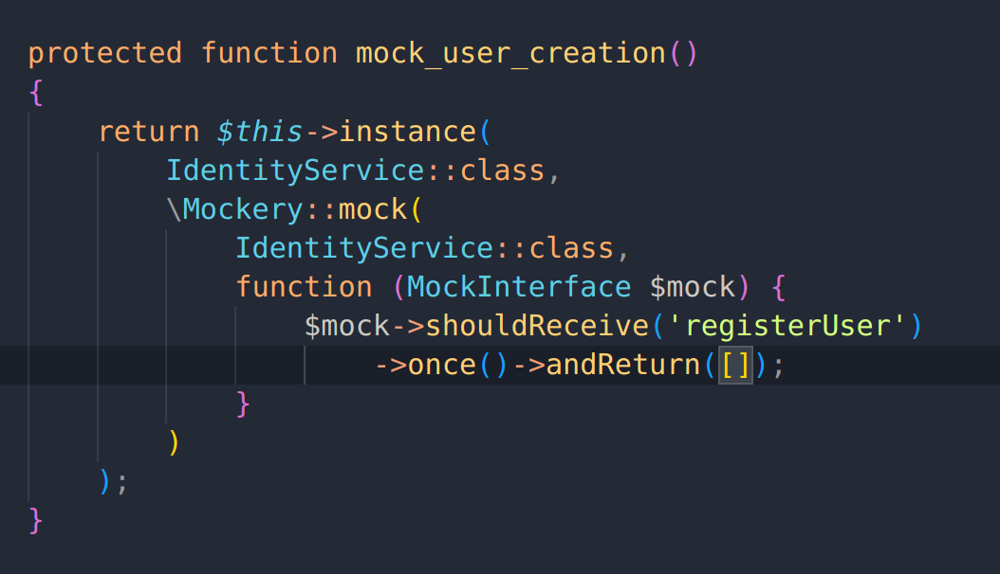 protected function mock_user_creation()
{
    return $this->instance(
        IdentityService::class,
        \Mockery::mock(
            IdentityService::class,
            function (MockInterface $mock) {
                $mock->shouldReceive('registerUser')
                    ->once()->andReturn([]);
            }
        )
    );
}